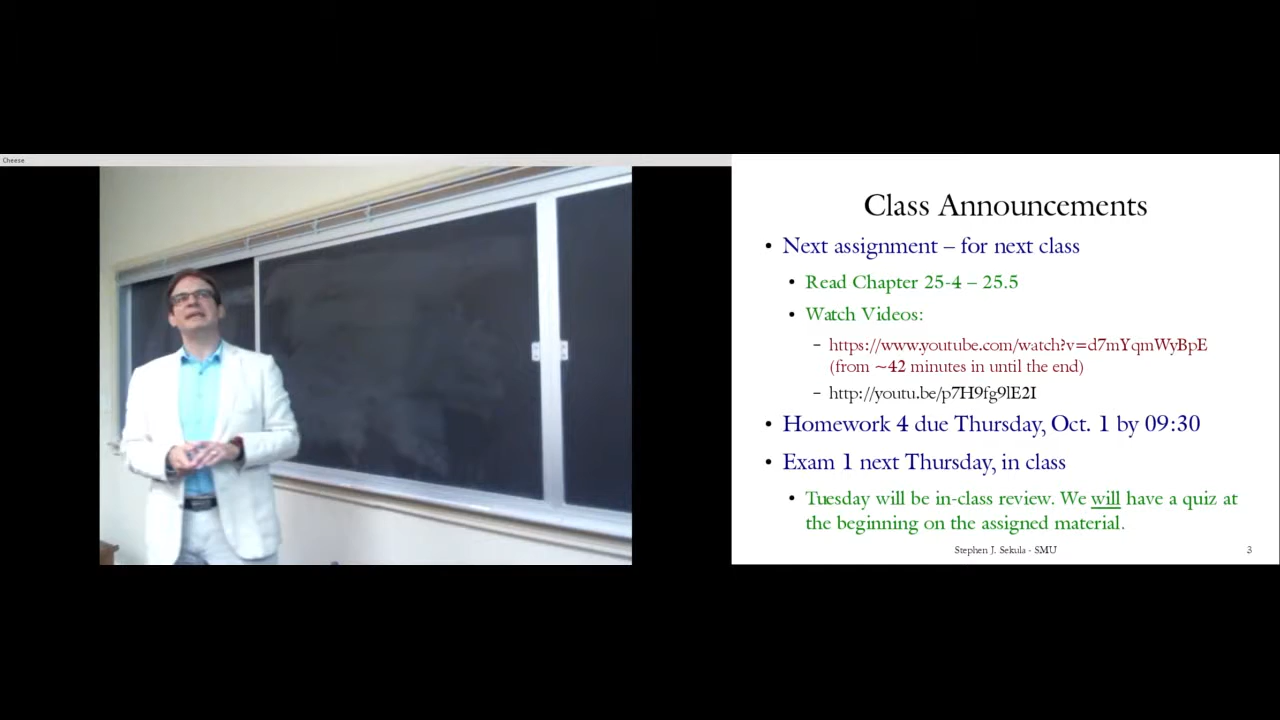 Cheese
Class Announcements
• Next assignment – for next class
• Read Chapter 25-4 – 25.5
• Watch Videos:
– https://www.youtube.com/watch?v=d7mYqmWyBpE
(from ~42 minutes in until the end)
– http://youtu.be/p7H9fg9lE2I
• Homework 4 due Thursday, Oct. 1 by 09:30
• Exam 1 next Thursday, in class
• Tuesday will be in-class review. We will have a quiz at
the beginning on the assigned material.
Stephen J. Sekula - SMU
3